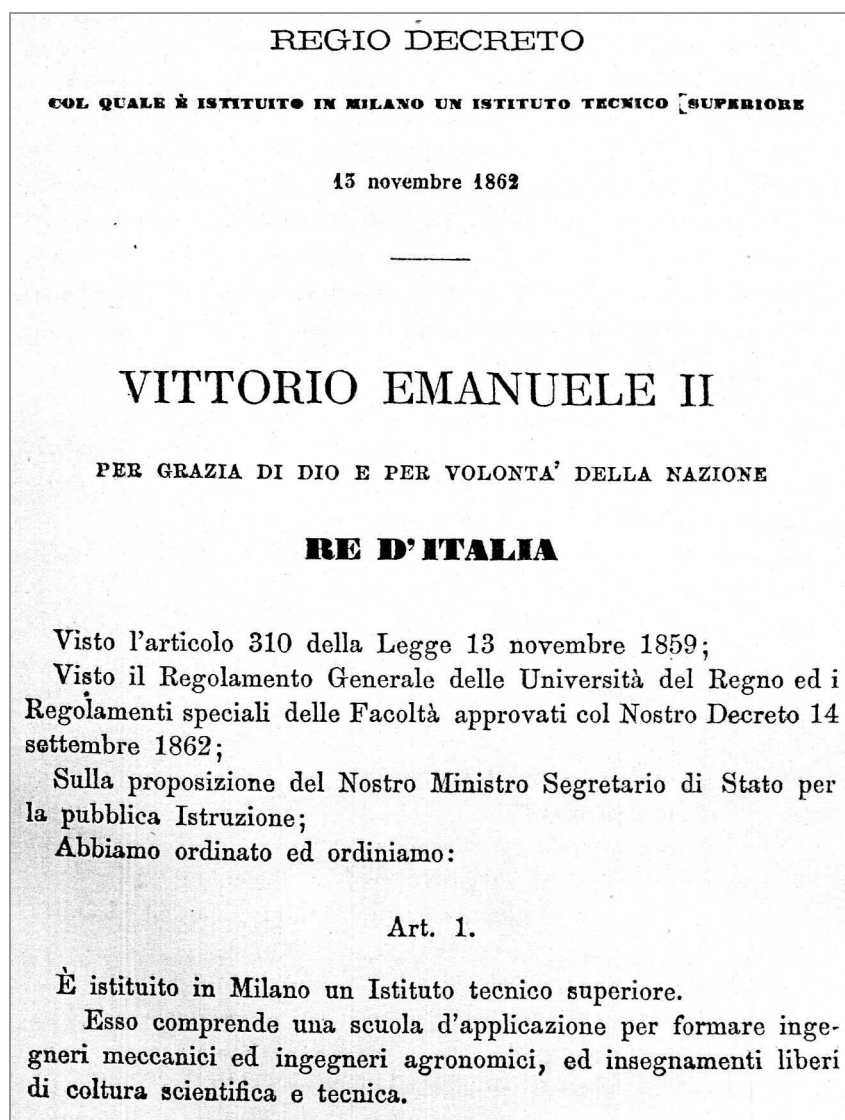 REGIO DECRETO
COL QUALE È ISTITUITO IN MILANO UN ISTITUTO TECNICO [SUPERIORE
13 novembre 1862
VITTORIO EMANUELE II
PER GRAZIA DI DIO E PER VOLONTA' DELLA NAZIONE
RE D'ITALIA
Visto l'articolo 310 della Legge 13 novembre 1859;
Visto il Regolamento Generale delle Università del Regno ed i
Regolamenti speciali delle Facoltà approvati col Nostro Decreto 14
settembre 1862;
Sulla proposizione del Nostro Ministro Segretario di Stato per
la pubblica Istruzione;
Abbiamo ordinato ed ordiniamo:
Art. 1.
È istituito in Milano un Istituto tecnico superiore.
Esso comprende una scuola d'applicazione per formare inge-
gneri meccanici ed ingegneri agronomici, ed insegnamenti liberi
di coltura scientifica e tecnica.